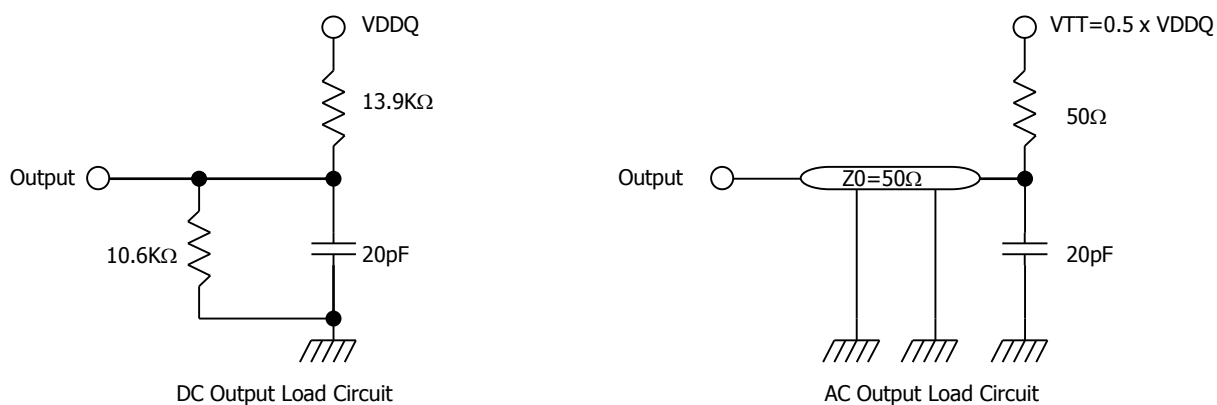 VDDQ
13.9KΩ
Output
10.6KΩ
20pF
DC Output Load Circuit
VTT=0.5 x VDDQ
50Ω
Output
Z0=50Ω
20pF
AC Output Load Circuit